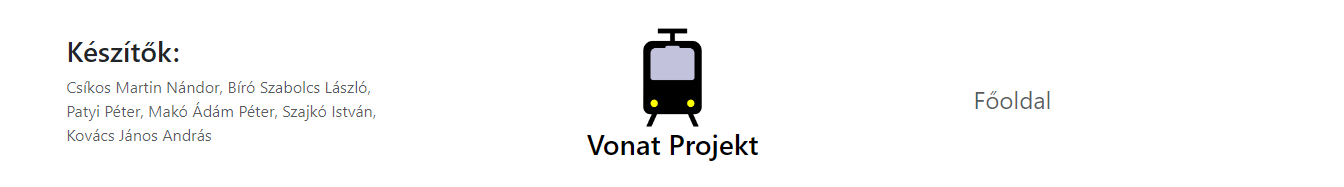 Készítők:
Csíkos Martin Nándor, Bíró Szabolcs László,
Patyi Péter, Makó Ádám Péter, Szajkó István,
Kovács János András
Vonat Projekt
Főoldal